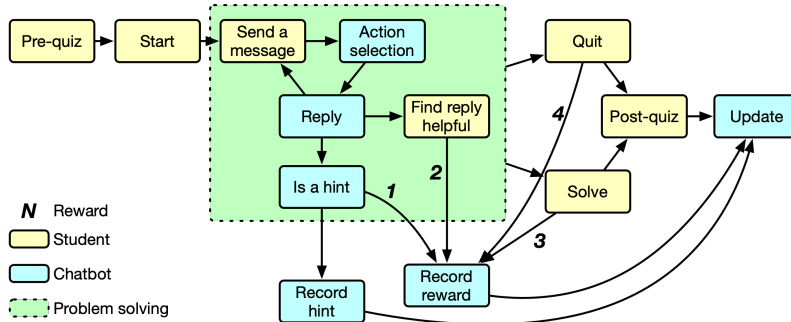 Pre-quiz
Start
Send a
message
Action
selection
Quit
Reply
Find reply
helpful
Post-quiz
Update
4
2
Is a hint
1
Solve
3
N Reward
Student
Chatbot
Problem solving
Record
hint
Record
reward